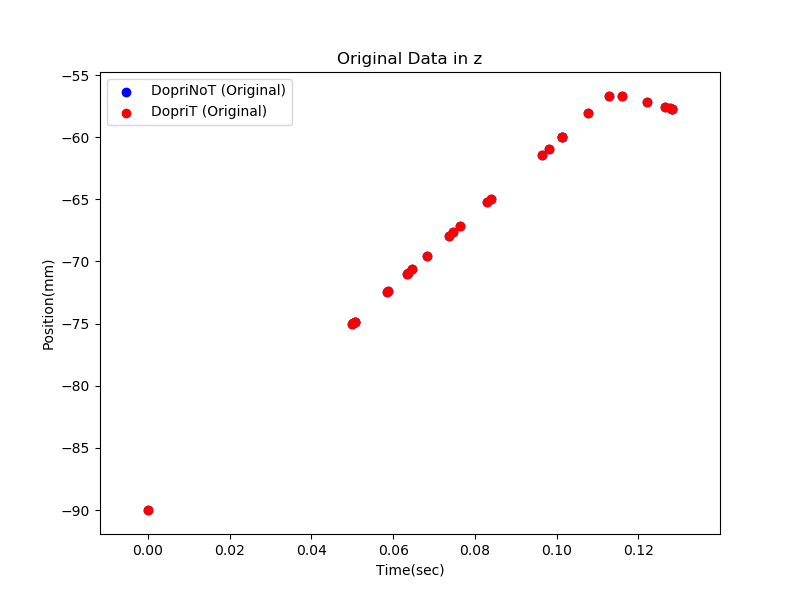 Original Data in z
DopriNoT (Original)
DopriT (Original)
−55
−60
−65
−70
−75
−80
−85
−90
Position(mm)
0.00 0.02 0.04 0.06 0.08 0.10 0.12
Time(sec)